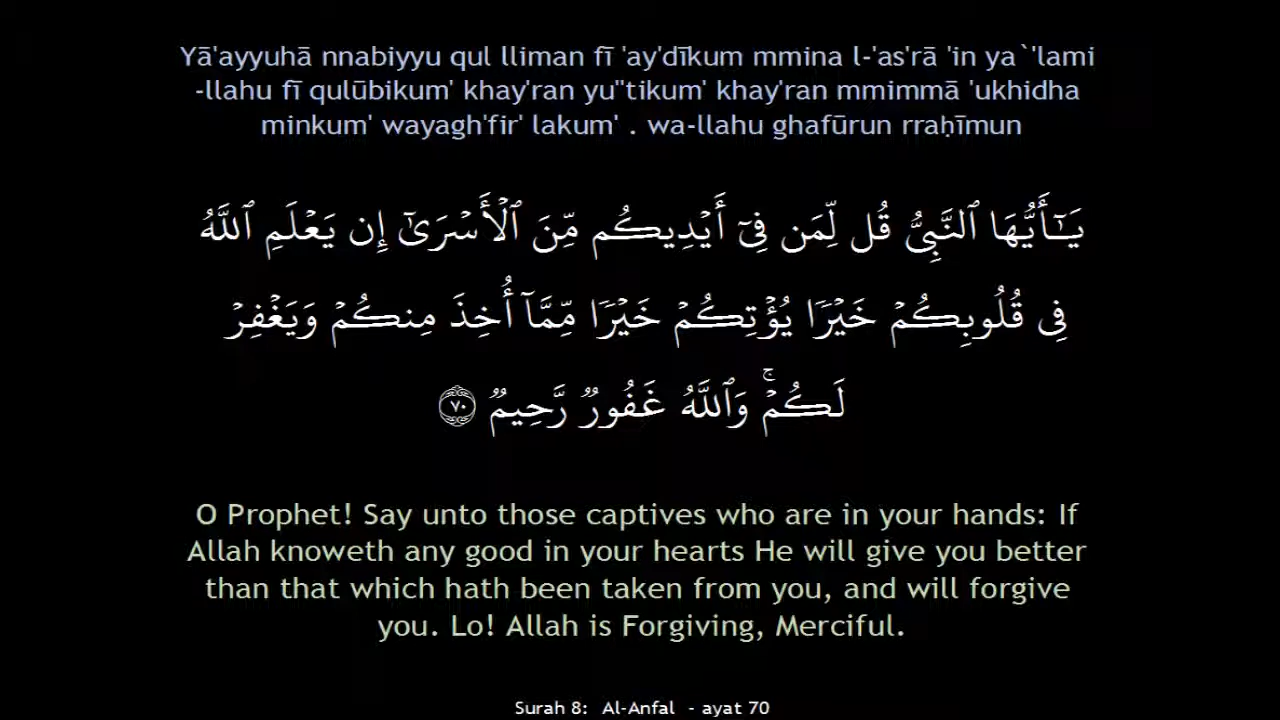 Yā'ayyuhā nnabiyyu qul lliman fī 'ay'dīkum mmina l-'as'rā 'in ya`'lami
-llahu fī qulūbikum' khay'ran yu''tikum' khay'ran mmimmā 'ukhidha
minkum' wayagh'fir' lakum' . wa-llahu ghafūrun rraḥīmun
يَـٰٓأَيُّهَا ٱلنَّبِىُّ قُل لِّمَن فِىٓ أَيْدِيكُم مِّنَ ٱلْأَسْرَىٰٓ إِن يَعْلَمِ ٱللَّهُ
فِى قُلُوبِكُمْ خَيْرًا يُؤْتِكُمْ خَيْرًا مِّمَّآ أُخِذَ مِنكُمْ وَيَغْفِرْ
لَكُمْ ۗ وَٱللَّهُ غَفُورٌ رَّحِيمٌ ٧٠
O Prophet! Say unto those captives who are in your hands: If
Allah knoweth any good in your hearts He will give you better
than that which hath been taken from you, and will forgive
you. Lo! Allah is Forgiving, Merciful.
Surah 8: Al-Anfal - ayat 70